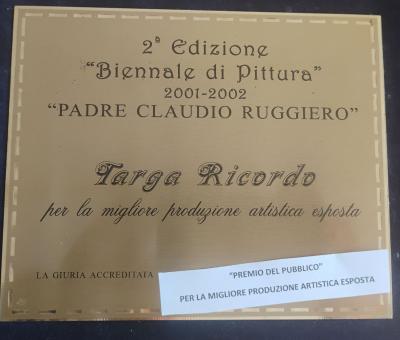 2ª Edizione
"Biennale di Pittura"
2001-2002
"PADRE CLAUDIO RUGGIERO"
Targa Ricordo
per la migliore produzione artistica esposta
LA GIURIA ACCREDITATA
"PREMIO DEL PUBBLICO"
PER LA MIGLIORE PRODUZIONE ARTISTICA ESPOSTA